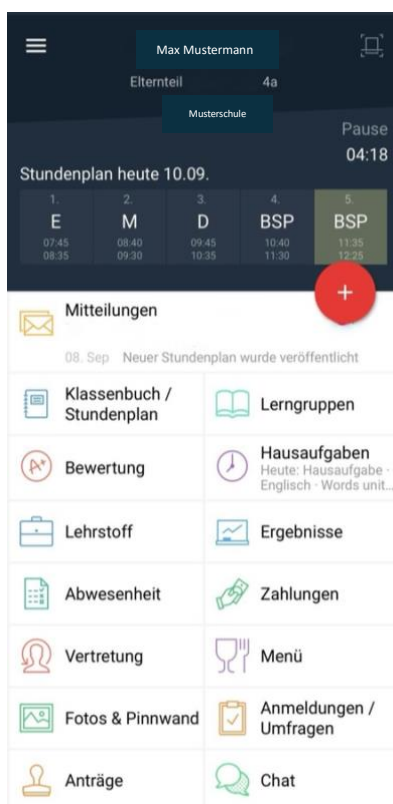 Max Mustermann
Elternteil 4a
Musterschule
Pause
04:18
Stundenplan heute 10.09.
1. 2. 3. 4. 5.
E M D BSP BSP
07:45 08:40 09:45 10:40 11:35
08:35 09:30 10:35 11:30 12:25
+
Mitteilungen
08. Sep Neuer Stundenplan wurde veröffentlicht
Klassenbuch /
Stundenplan
Lerngruppen
A+
Bewertung
Hausaufgaben
Heute: Hausaufgabe ·
Englisch · Words unit...
Lehrstoff
Ergebnisse
Abwesenheit
Zahlungen
Vertretung
Menü
Fotos & Pinnwand
Anmeldungen /
Umfragen
Anträge
Chat